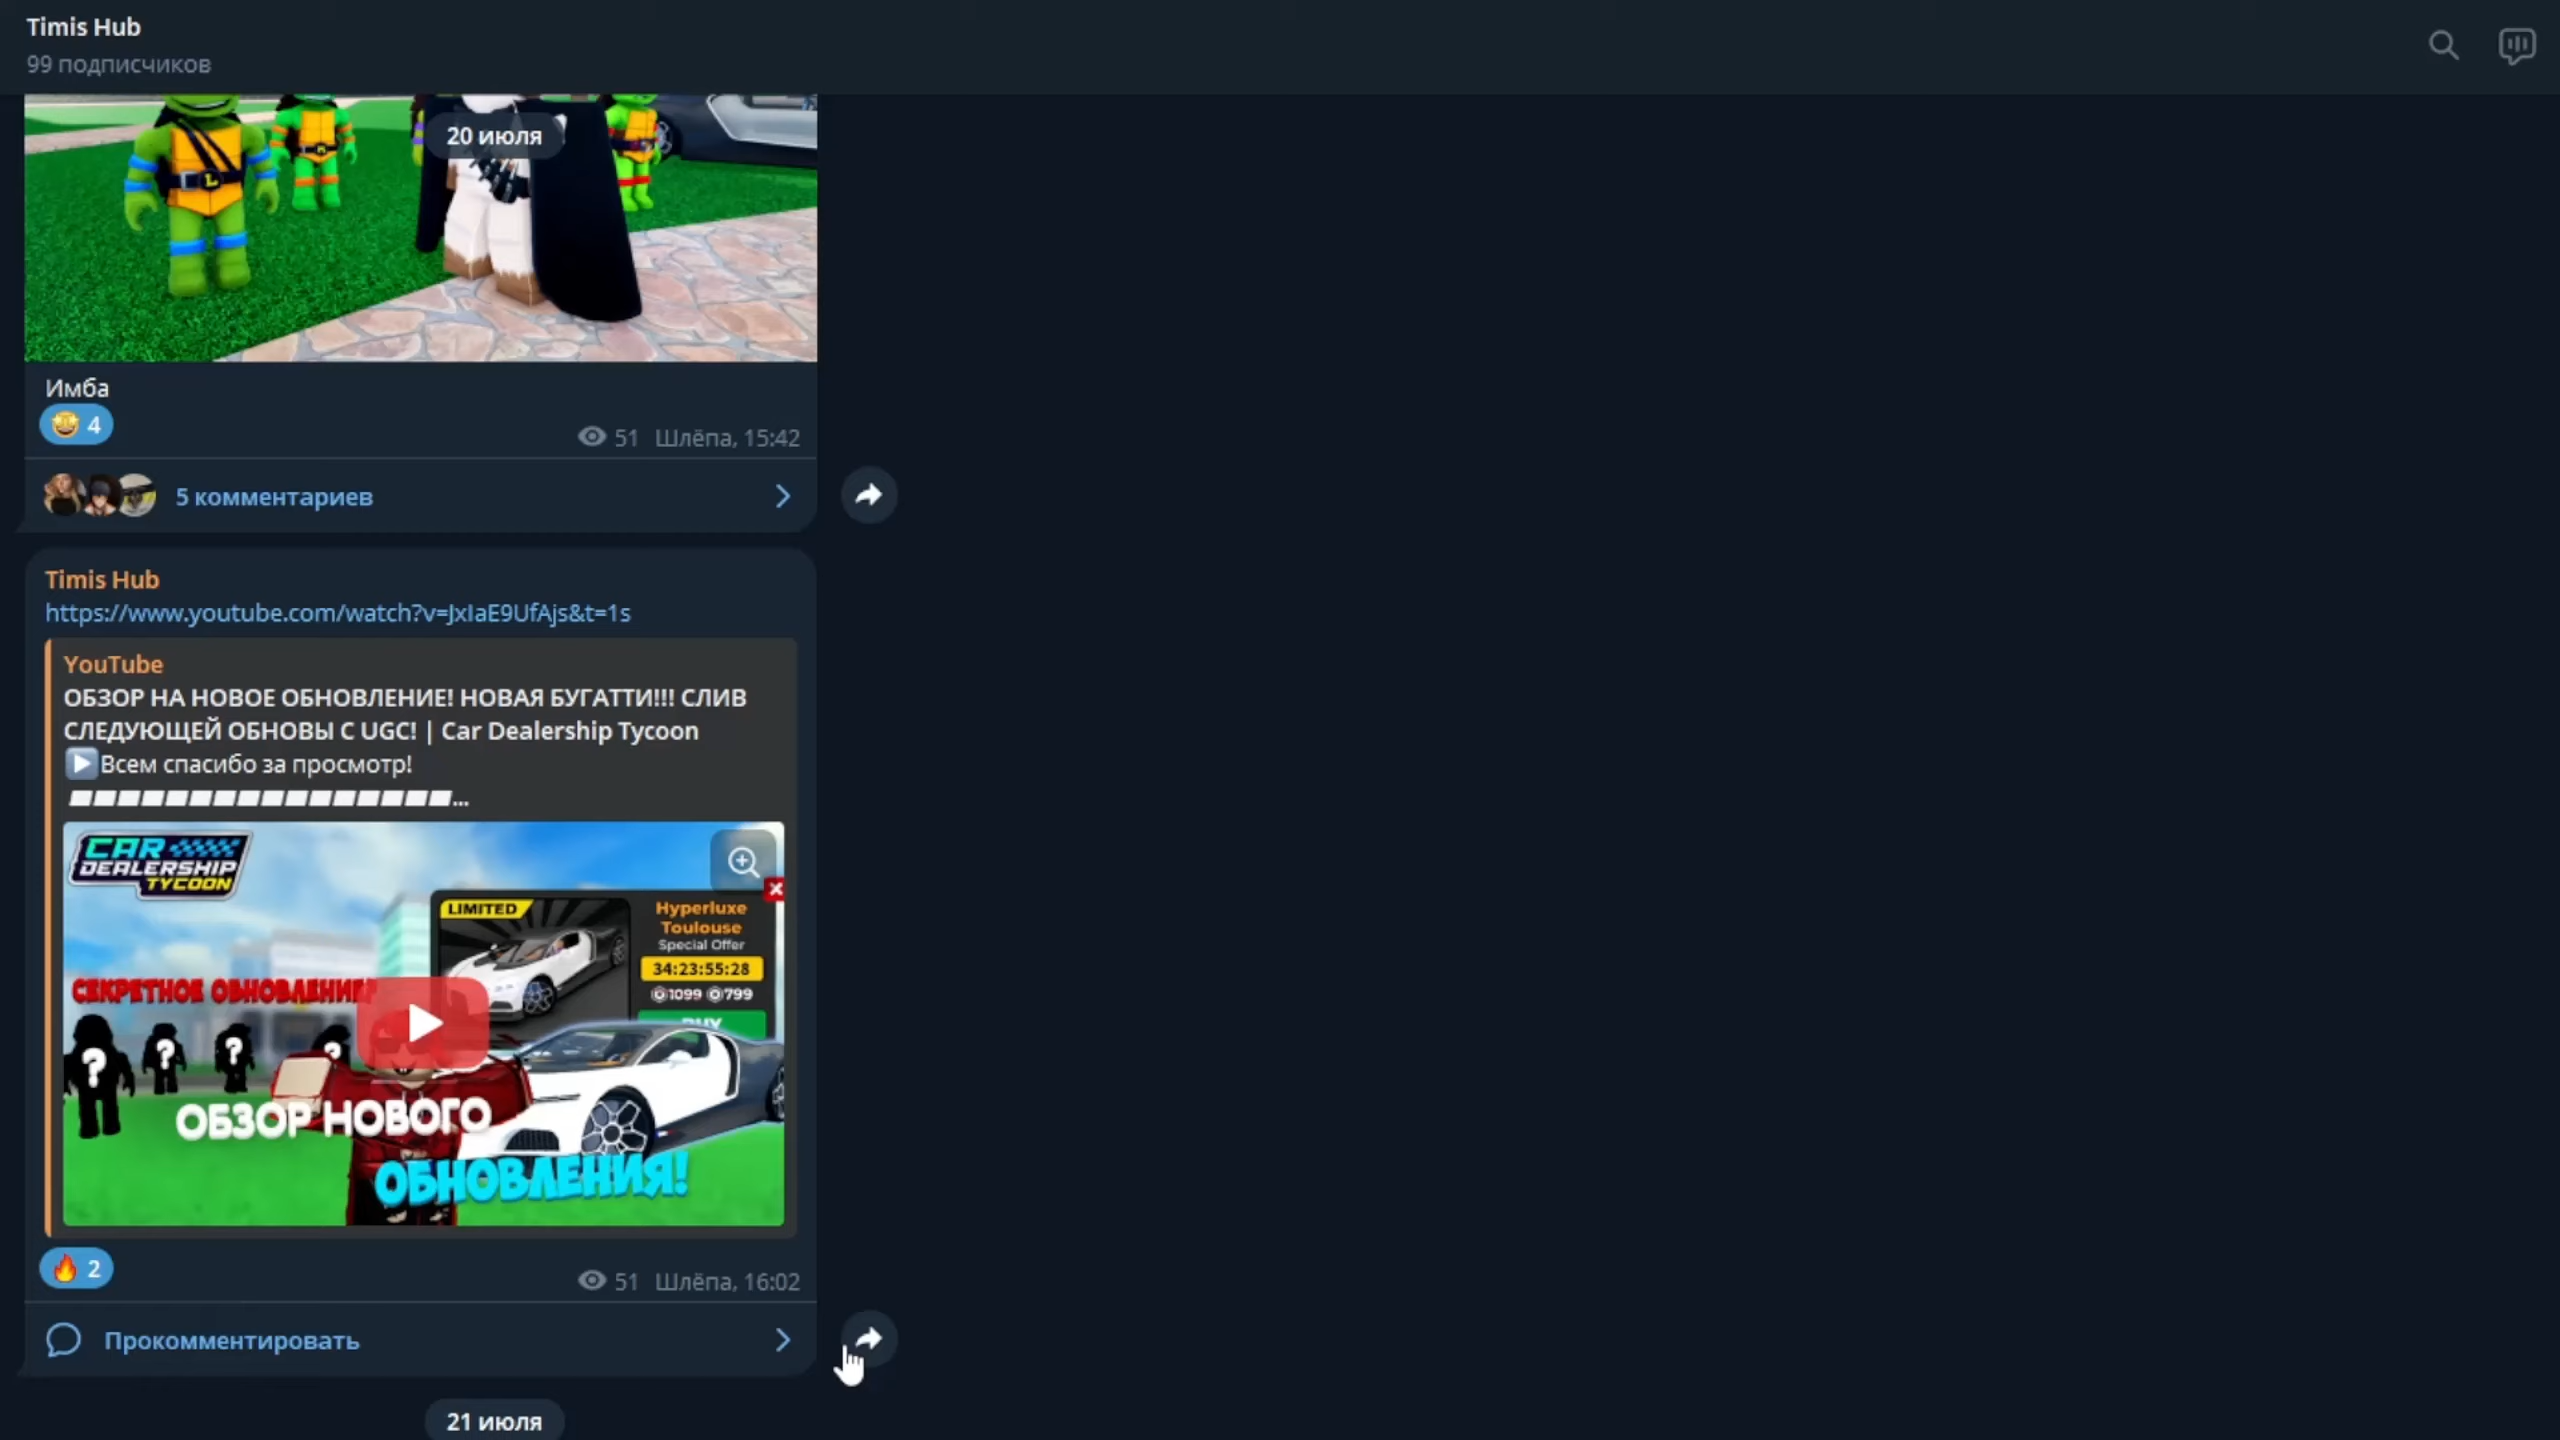 Timis Hub
99 подписчиков
20 июля
L
M
Имба
4
51 Шлёпа, 15:42
5 комментариев
Timis Hub
https://www.youtube.com/watch?v=JxIaE9UfAjs&t=1s
YouTube
ОБЗОР НА НОВОЕ ОБНОВЛЕНИЕ! НОВАЯ БУГАТТИ!!! СЛИВ
СЛЕДУЮЩЕЙ ОБНОВЫ С UGC! | Car Dealership Tycoon
▶️Всем спасибо за просмотр!
▰▰▰▰▰▰▰▰▰▰▰▰▰▰▰▰...
CAR
DEALERSHIP
TYCOON
LIMITED
Hyperluxe
Toulouse
Special Offer
34:23:55:28
1099 799
BUY
СЕКРЕТНОЕ ОБНОВЛЕНИЕ?
? ? ? ?
ОБЗОР НОВОГО
ОБНОВЛЕНИЯ!
2
51 Шлёпа, 16:02
Прокомментировать
21 июля